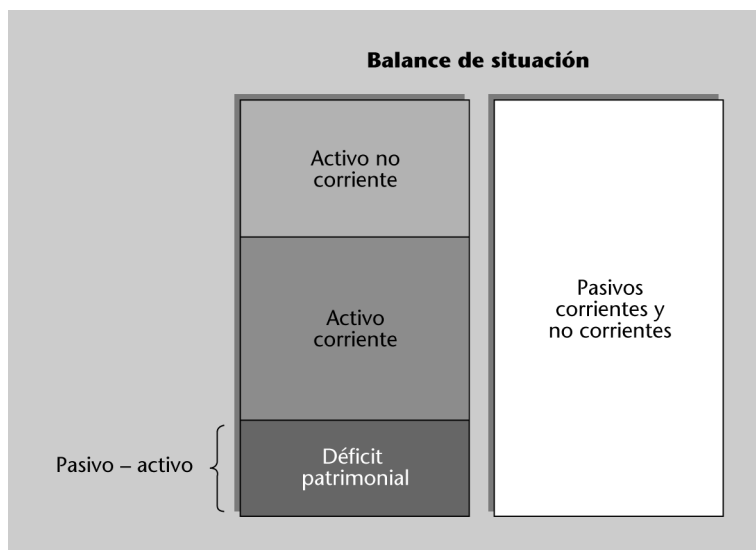 Balance de situación
Activo no
corriente
Activo
corriente
Déficit
patrimonial
Pasivo – activo
Pasivos
corrientes y
no corrientes